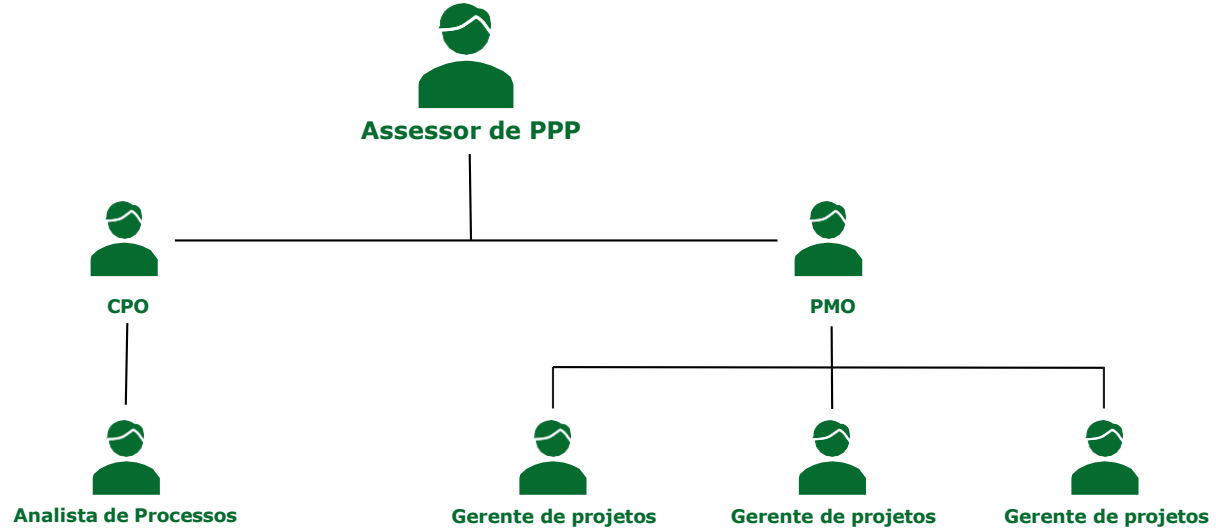 Assessor de PPP
CPO
PMO
Analista de Processos
Gerente de projetos
Gerente de projetos
Gerente de projetos